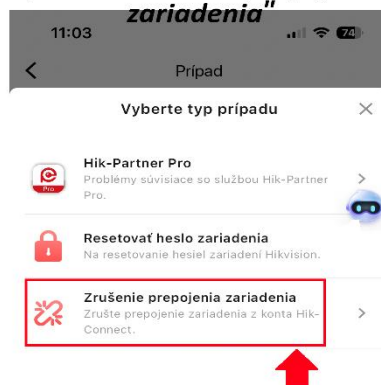 zariadenia"
11:03
74
Prípad
Vyberte typ prípadu
Hik-Partner Pro
Problémy súvisiace so službou Hik-Partner
Pro.
Pro
Resetovať heslo zariadenia
Na resetovanie hesiel zariadení Hikvision.
Zrušenie prepojenia zariadenia
Zrušte prepojenie zariadenia z konta Hik-
Connect.